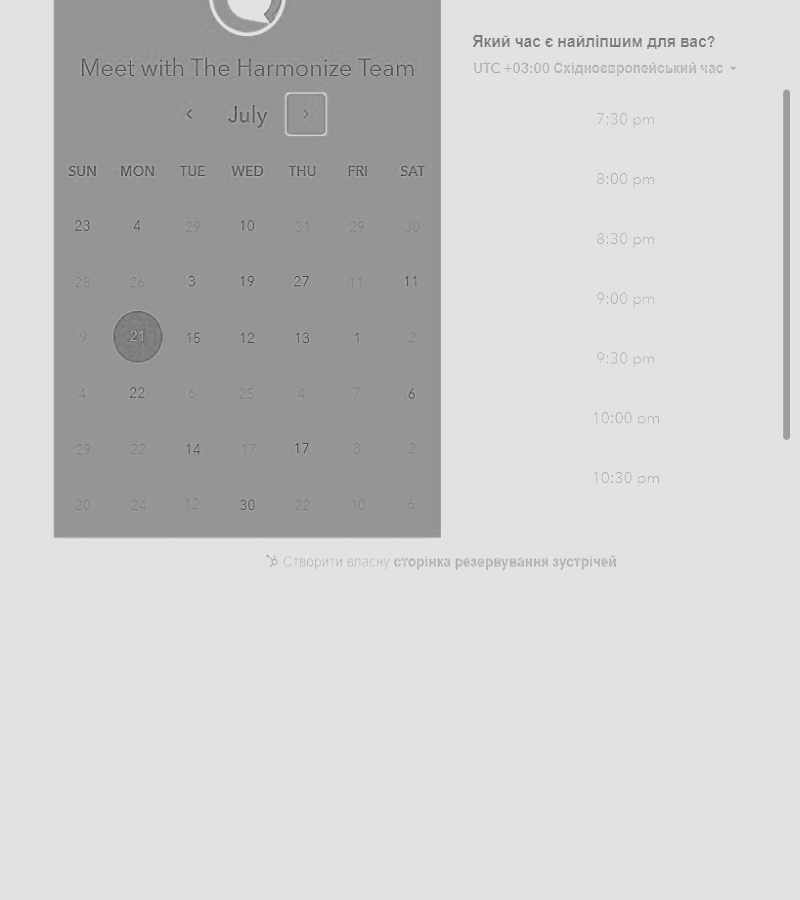 Meet with The Harmonize Team
July
SUN MON TUE WED THU FRI SAT
23 4 29 10 31 29 30
28 26 3 19 27 11 11
9 21 15 12 13 1 2
4 22 6 25 4 7 6
29 22 14 17 17 8 2
20 24 12 30 22 10 6
Який час є найліпшим для вас?
UTC +03:00 Східноєвропейський час
7:30 pm
8:00 pm
8:30 pm
9:00 pm
9:30 pm
10:00 pm
10:30 pm
Створити власну сторінка резервування зустрічей